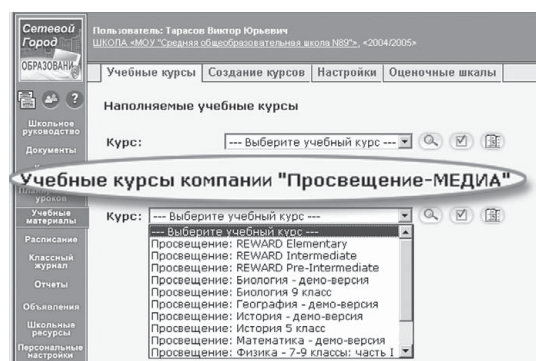 Сетевой
Город
ОБРАЗОВАНИ
Пользователь: Тарасов Виктор Юрьевич
ШКОЛА <МОУ "Средняя общеобразовательная школа N89">, <2004/2005>
Учебные курсы
Создание курсов
Настройки
Оценочные шкалы
Школьное
руководство
Документы
уроков
Учебные
материалы
Расписание
Классный
журнал
Отчеты
Объявления
Школьные
ресурсы
Персональные
настройки
Наполняемые учебные курсы
Курс: --- Выберите учебный курс ---
Учебные курсы компании "Просвещение-МЕДИА"
Курс: --- Выберите учебный курс ---
--- Выберите учебный курс ---
Просвещение: REWARD Elementary
Просвещение: REWARD Intermediate
Просвещение: REWARD Pre-Intermediate
Просвещение: Биология - демо-версия
Просвещение: Биология 9 класс
Просвещение: География - демо-версия
Просвещение: История - демо-версия
Просвещение: История 5 класс
Просвещение: Математика - демо-версия
Просвещение: Физика - 7-9 классы: часть I